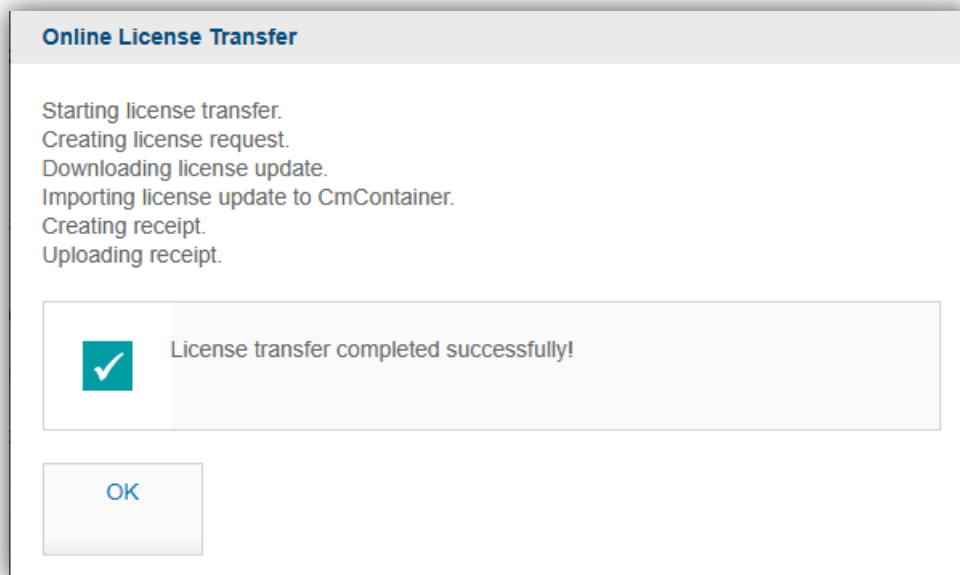 Online License Transfer
Starting license transfer.
Creating license request.
Downloading license update.
Importing license update to CmContainer.
Creating receipt.
Uploading receipt.
License transfer completed successfully!
OK